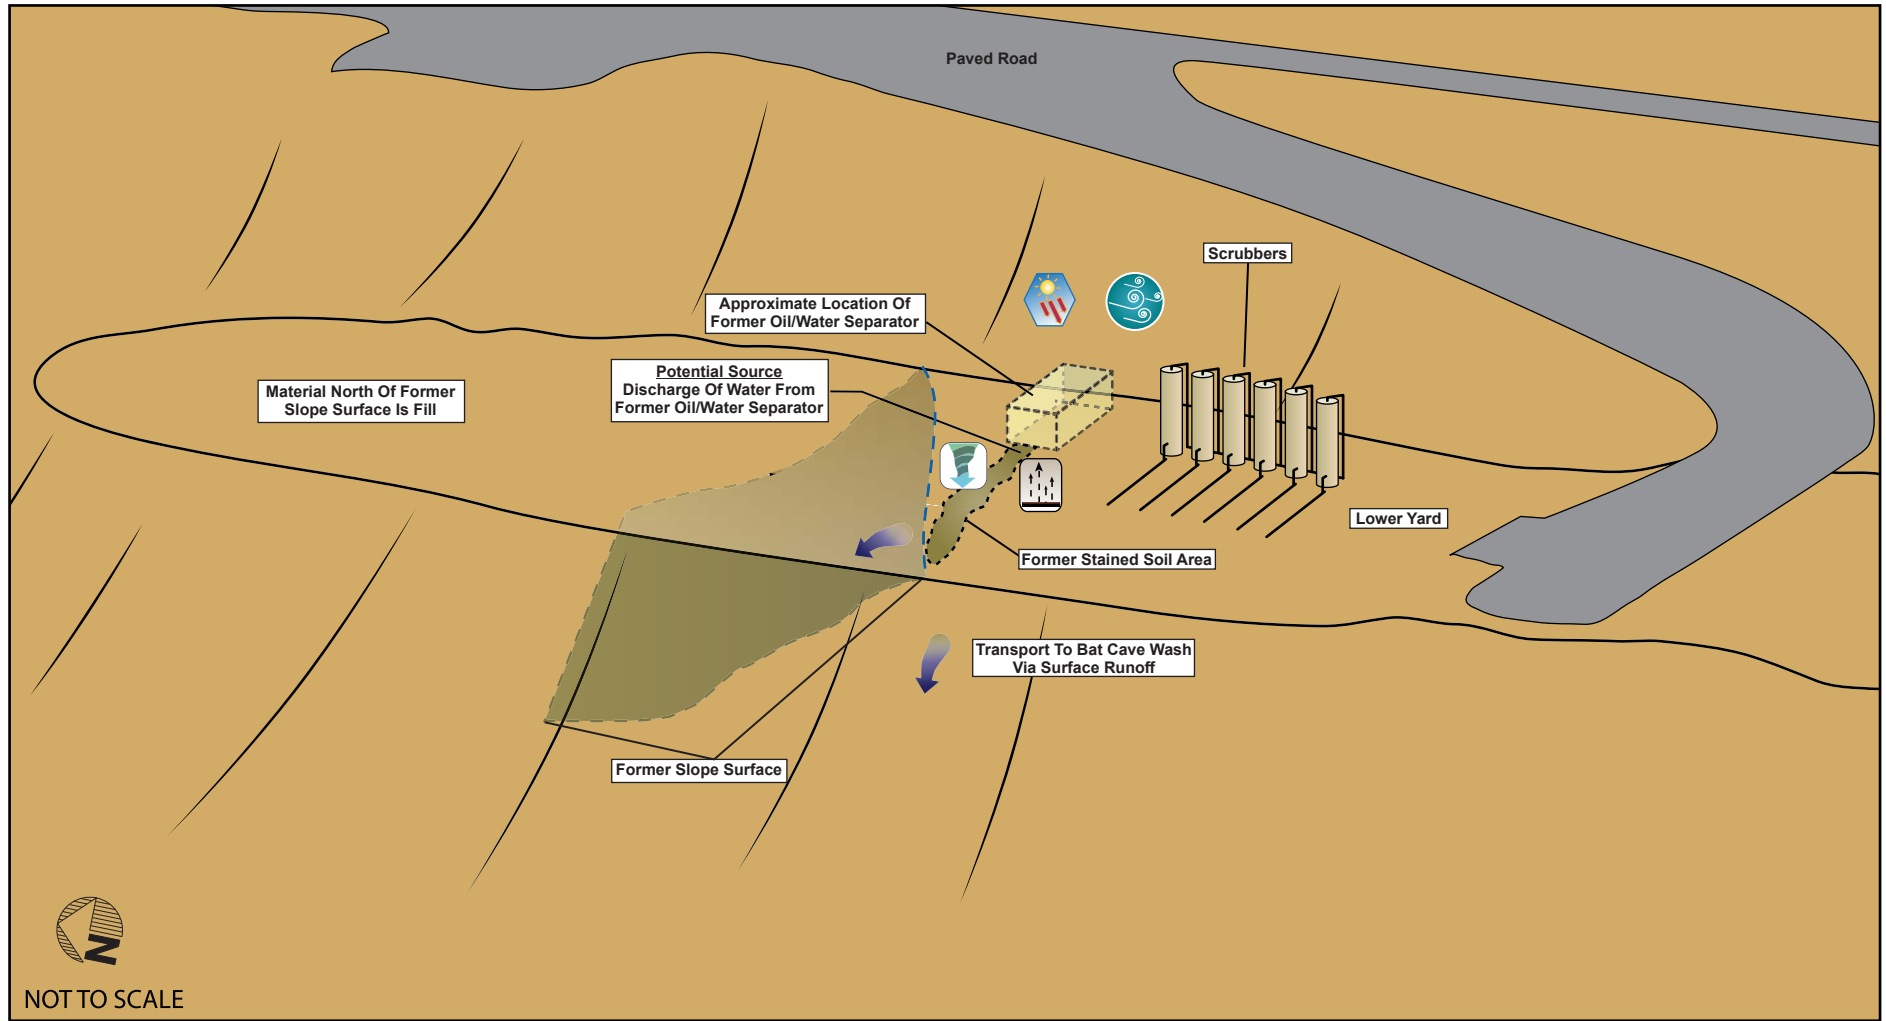 Paved Road
Scrubbers
Approximate Location Of
Former Oil/Water Separator
Potential Source
Discharge Of Water From
Former Oil/Water Separator
Material North Of Former
Slope Surface Is Fill
Lower Yard
Former Stained Soil Area
Transport To Bat Cave Wash
Via Surface Runoff
Former Slope Surface
N
NOT TO SCALE